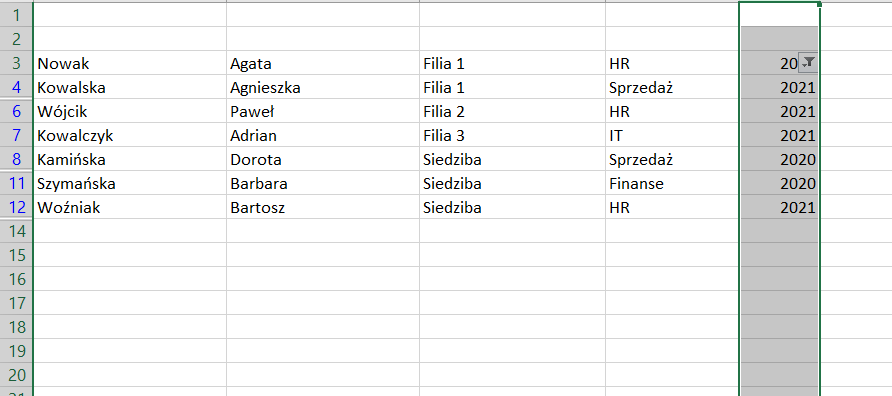 1
2
3 Nowak Agata Filia 1 HR 20
4 Kowalska Agnieszka Filia 1 Sprzedaż 2021
6 Wójcik Paweł Filia 2 HR 2021
7 Kowalczyk Adrian Filia 3 IT 2021
8 Kamińska Dorota Siedziba Sprzedaż 2020
11 Szymańska Barbara Siedziba Finanse 2020
12 Woźniak Bartosz Siedziba HR 2021
14
15
16
17
18
19
20